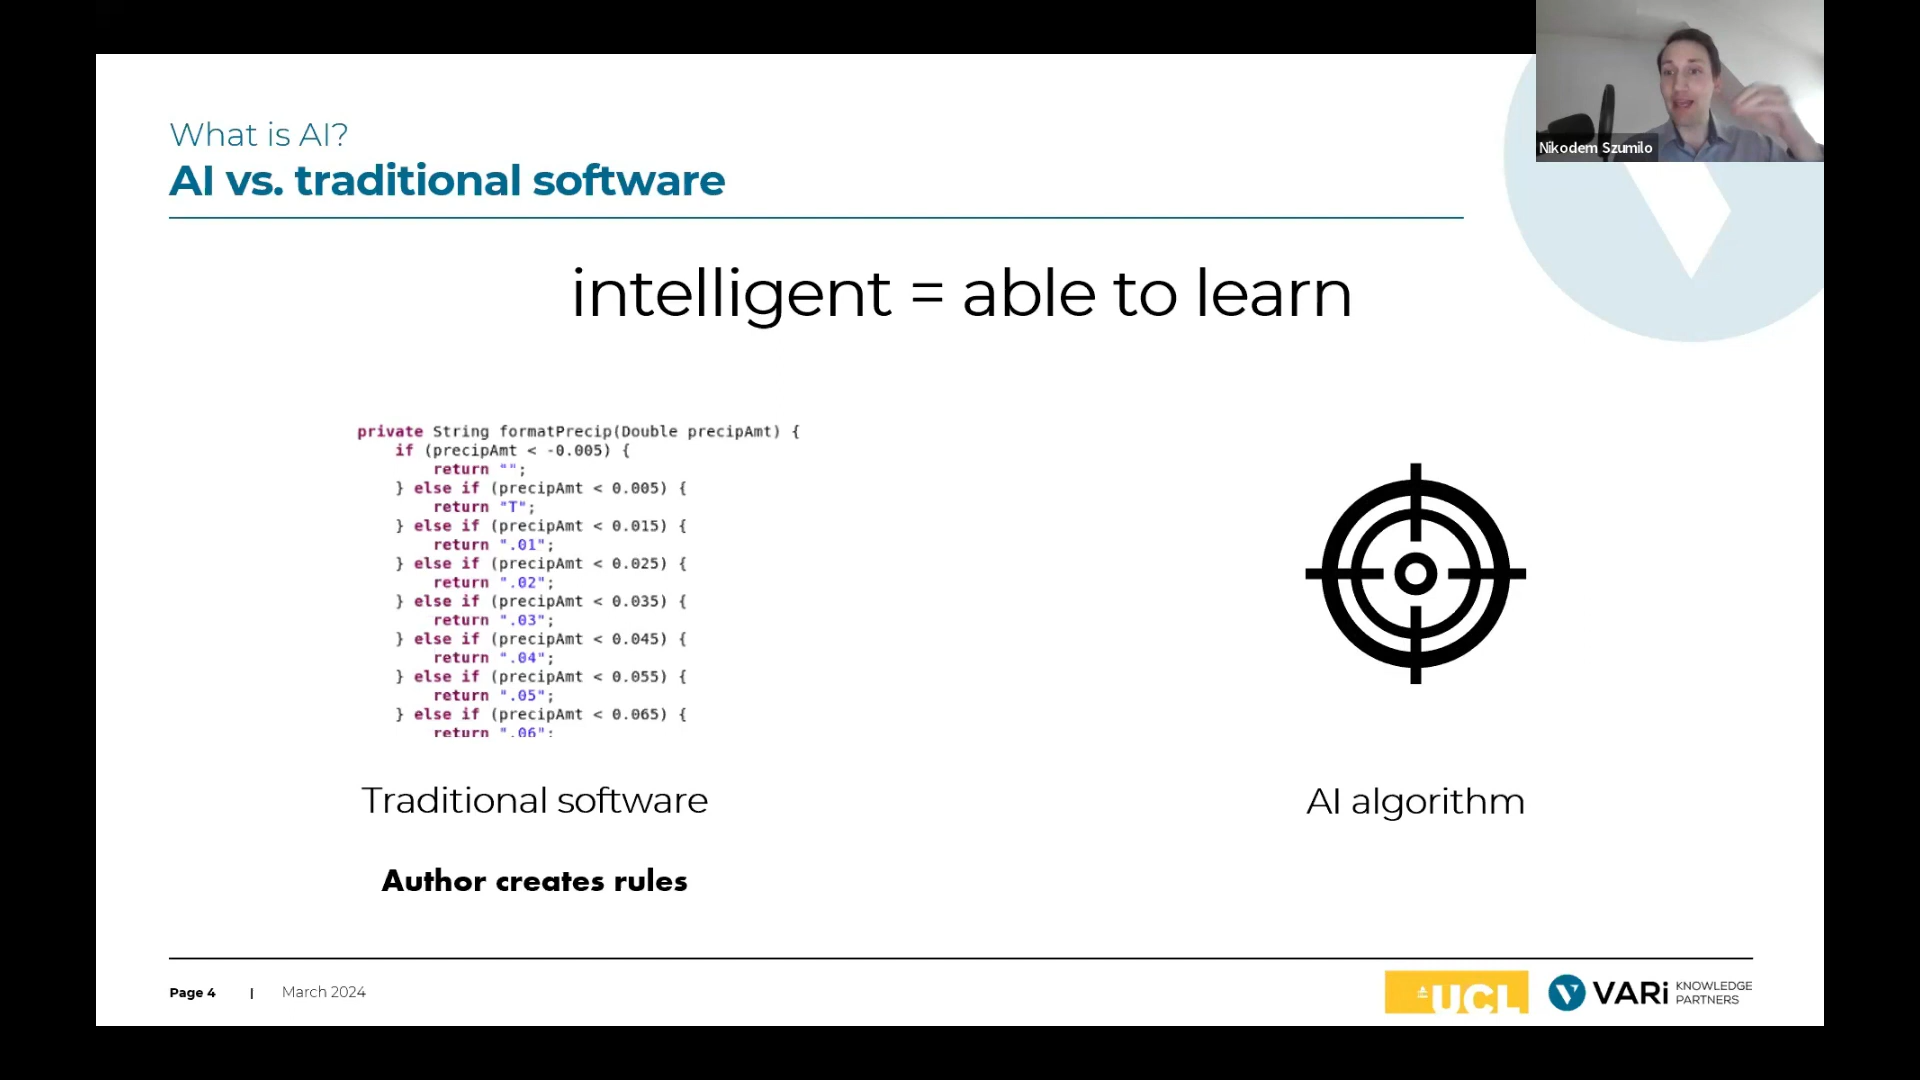 Nikodem Szumilo
What is AI?
AI vs. traditional software
intelligent = able to learn
private String formatPrecip(Double precipAmt) {
    if (precipAmt < -0.005) {
        return "";
    } else if (precipAmt < 0.005) {
        return "T";
    } else if (precipAmt < 0.015) {
        return ".01";
    } else if (precipAmt < 0.025) {
        return ".02";
    } else if (precipAmt < 0.035) {
        return ".03";
    } else if (precipAmt < 0.045) {
        return ".04";
    } else if (precipAmt < 0.055) {
        return ".05";
    } else if (precipAmt < 0.065) {
        return ".06";
Traditional software
AI algorithm
Author creates rules
Page 4 | March 2024
UCL
VARi KNOWLEDGE
PARTNERS